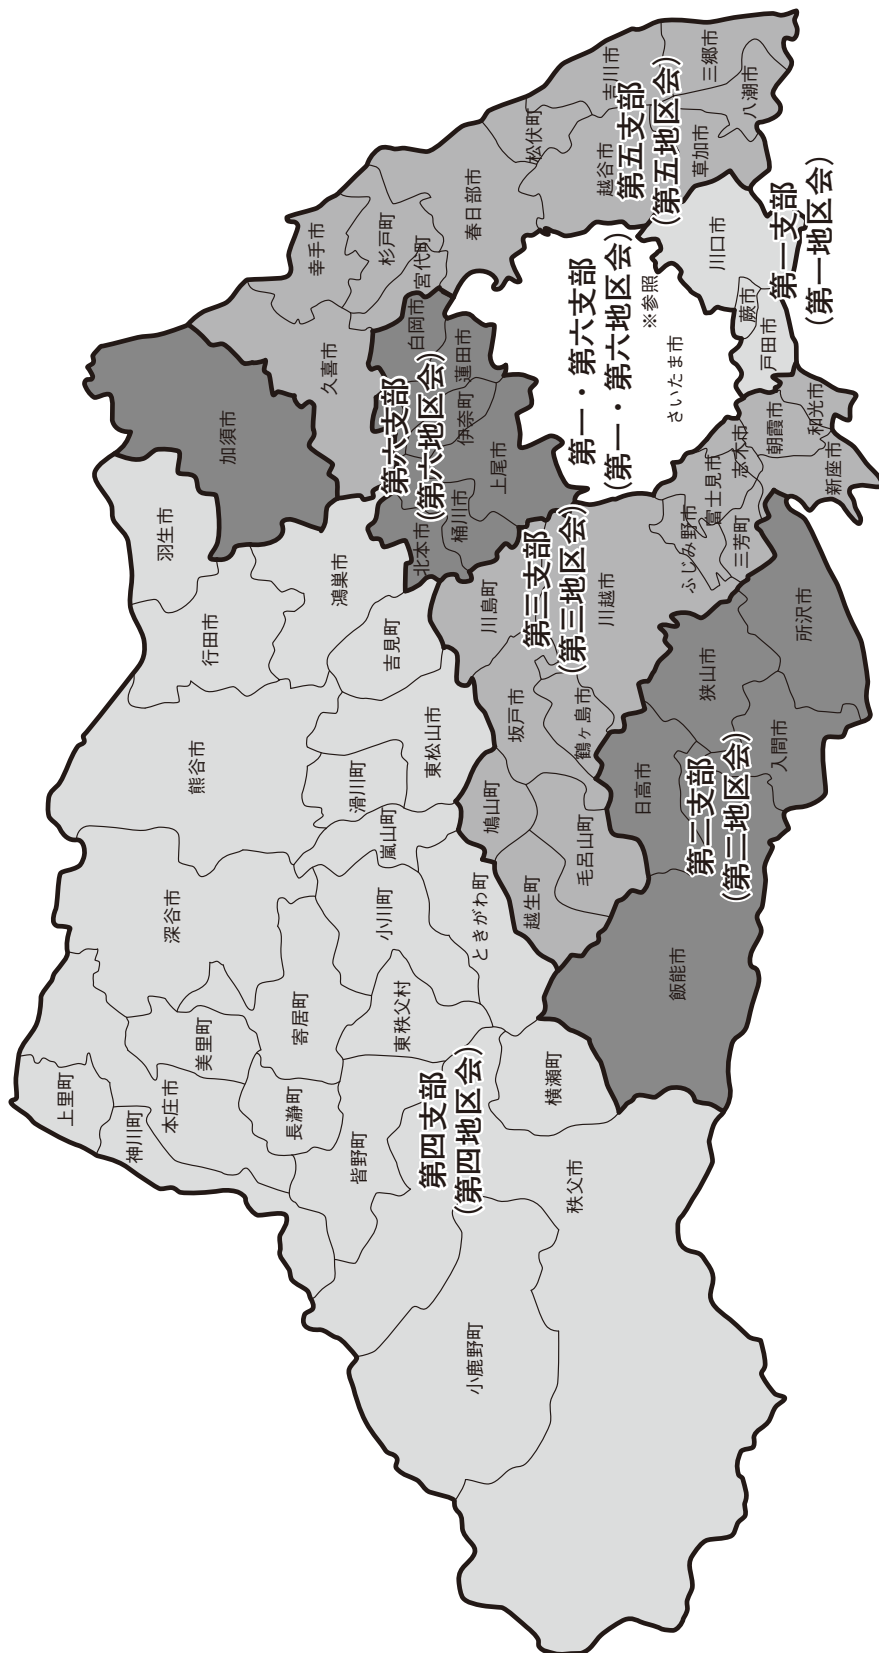 上里町
神川町
本庄市
美里町
深谷市
寄居町
長瀞町
皆野町
東秩父村
小川町
ときがわ町
嵐山町
滑川町
東松山市
熊谷市
行田市
羽生市
鴻巣市
吉見町
第四支部
(第四地区会)
横瀬町
秩父市
小鹿野町
加須市
第六支部
(第六地区会)
北本市
桶川市
上尾市
伊奈町
蓮田市
白岡市
久喜市
幸手市
杉戸町
宮代町
春日部市
松伏町
越谷市
吉川市
三郷市
八潮市
草加市
第五支部
(第五地区会)
第一・第六支部
(第一・第六地区会)
※参照
さいたま市
川口市
蕨市
戸田市
第一支部
(第一地区会)
第三支部
(第三地区会)
川島町
川越市
坂戸市
鶴ヶ島市
鳩山町
毛呂山町
越生町
ふじみ野市
富士見市
三芳町
志木市
朝霞市
和光市
新座市
第二支部
(第二地区会)
所沢市
狭山市
入間市
日高市
飯能市